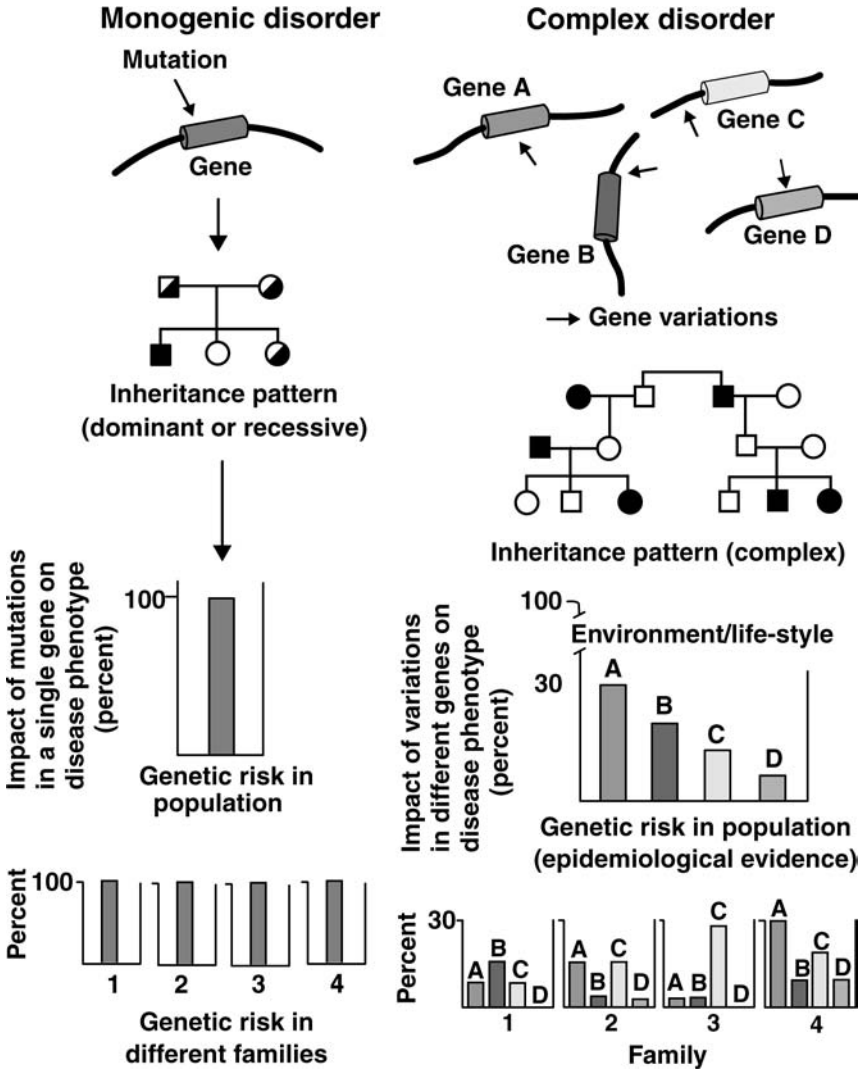 Monogenic disorder
Mutation
Gene
Inheritance pattern
(dominant or recessive)
Impact of mutations
in a single gene on
disease phenotype
(percent)
100
Genetic risk in
population
Percent
100
1 2 3 4
Genetic risk in
different families
Complex disorder
Gene A
Gene C
Gene B
Gene D
Gene variations
Inheritance pattern (complex)
Impact of variations
in different genes on
disease phenotype
(percent)
100
Environment/life-style
30
A B C D
Genetic risk in population
(epidemiological evidence)
Percent
30
A B C D
A B C D
A B C D
A B C D
1 2 3 4
Family